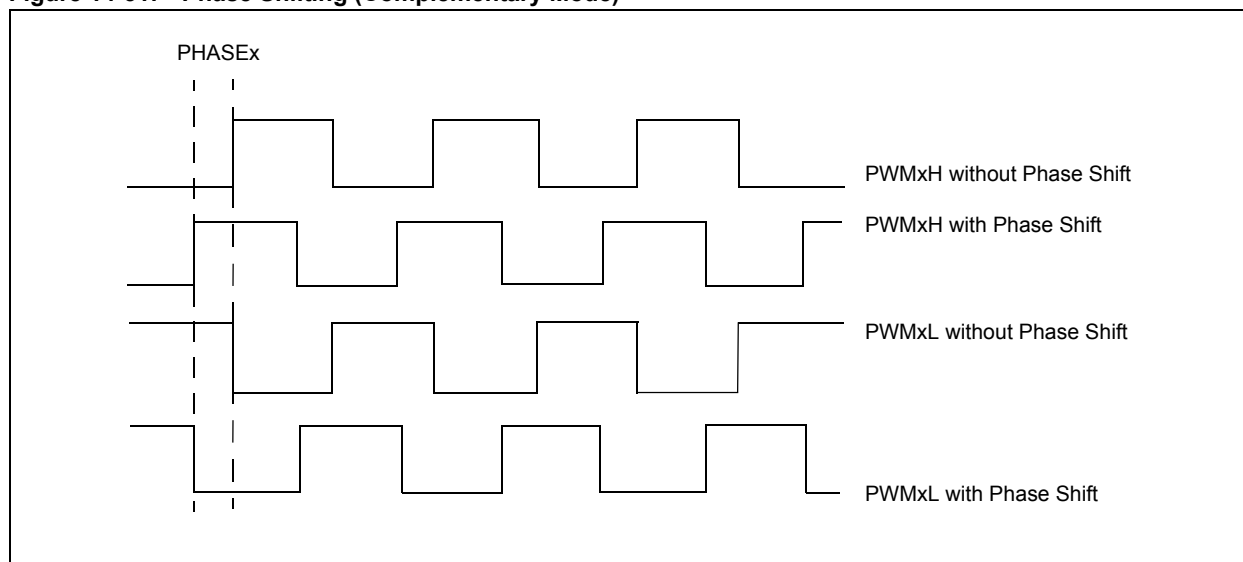 PHASEx
PWMxH without Phase Shift
PWMxH with Phase Shift
PWMxL without Phase Shift
PWMxL with Phase Shift